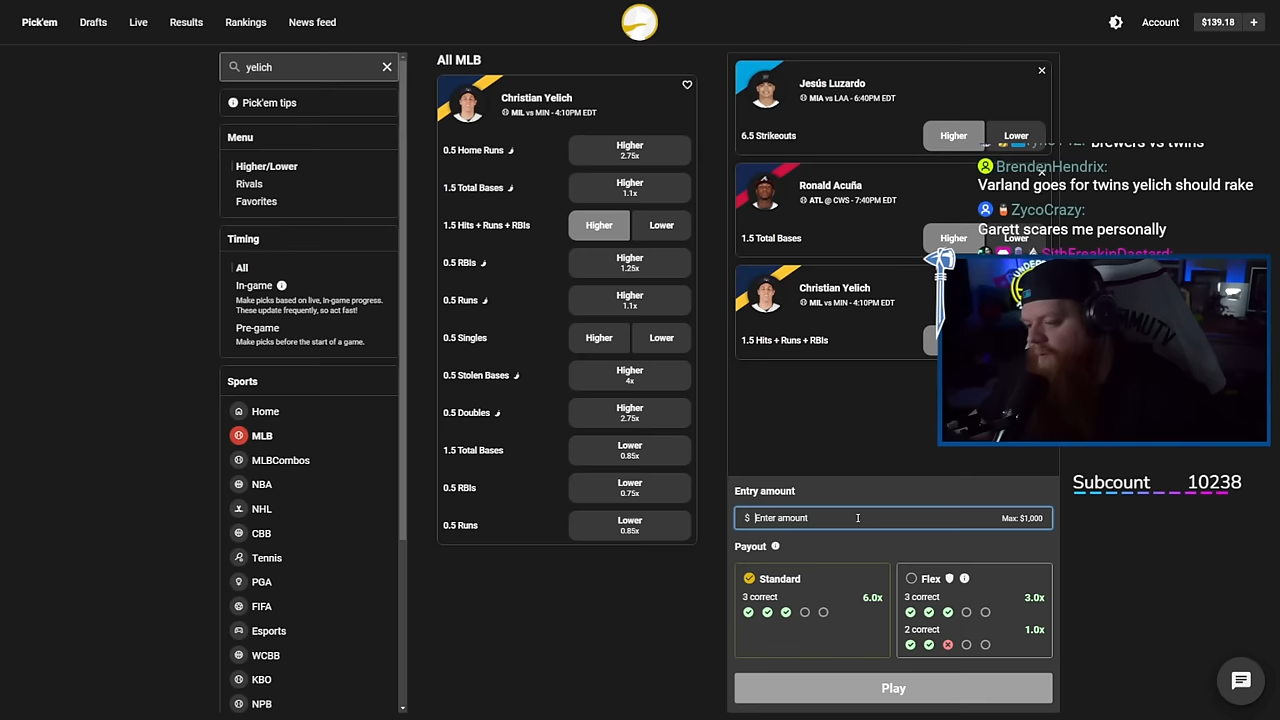 Pick'em
Drafts
Live
Results
Rankings
News feed
Account
$139.18 +
yelich
Pick'em tips
Menu
Higher/Lower
Rivals
Favorites
Timing
All
In-game
Make picks based on live, in-game progress.
These update frequently, so act fast!
Pre-game
Make picks before the start of a game.
Sports
Home
MLB
MLBCombos
NBA
NHL
CBB
Tennis
PGA
FIFA
Esports
WCBB
KBO
NPB
All MLB
Christian Yelich
MIL vs MIN - 4:10PM EDT
0.5 Home Runs
Higher
2.75x
1.5 Total Bases
Higher
1.1x
1.5 Hits + Runs + RBIs
Higher
Lower
0.5 RBIs
Higher
1.25x
0.5 Runs
Higher
1.1x
0.5 Singles
Higher
Lower
0.5 Stolen Bases
Higher
4x
0.5 Doubles
Higher
2.75x
1.5 Total Bases
Lower
0.85x
0.5 RBIs
Lower
0.75x
0.5 Runs
Lower
0.85x
Jesús Luzardo
MIA vs LAA - 6:40PM EDT
6.5 Strikeouts
Higher
Lower
Ronald Acuña
ATL @ CWS - 7:40PM EDT
1.5 Total Bases
Higher
Lower
Christian Yelich
MIL vs MIN - 4:10PM EDT
1.5 Hits + Runs + RBIs
Entry amount
$ Enter amount
Max: $1,000
Payout
Standard
3 correct
6.0x
Flex
3 correct
3.0x
2 correct
1.0x
Play
Brewers vs twins
BrendenHendrix:
Varland goes for twins yelich should rake
ZycoCrazy:
Garett scares me personally
Subcount 10238